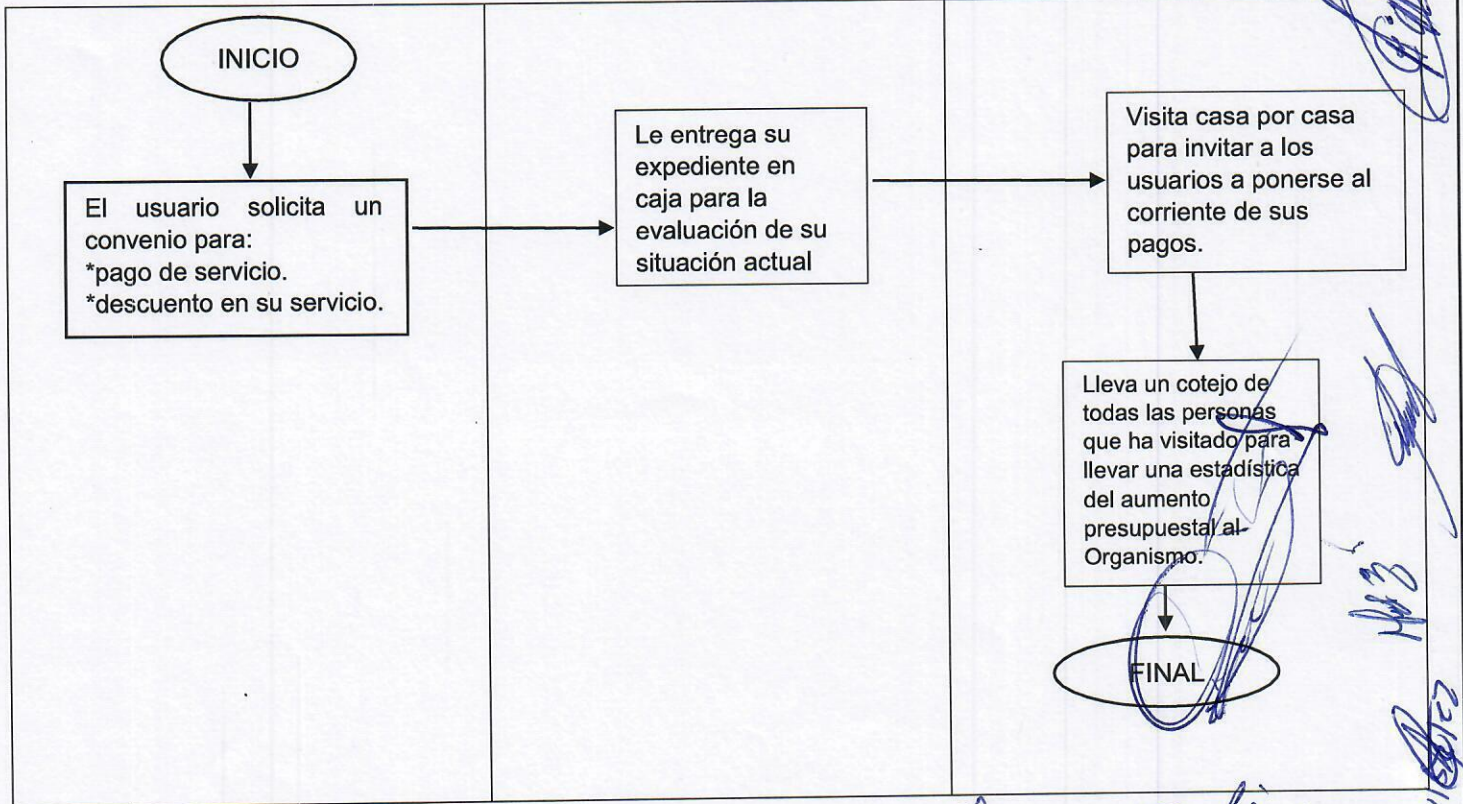 INICIO
El usuario solicita un
convenio para:
*pago de servicio.
*descuento en su servicio.
Le entrega su
expediente en
caja para la
evaluación de su
situación actual
Visita casa por casa
para invitar a los
usuarios a ponerse al
corriente de sus
pagos.
Lleva un cotejo de
todas las personas
que ha visitado para
llevar una estadística
del aumento
presupuestal al
Organismo.
FINAL